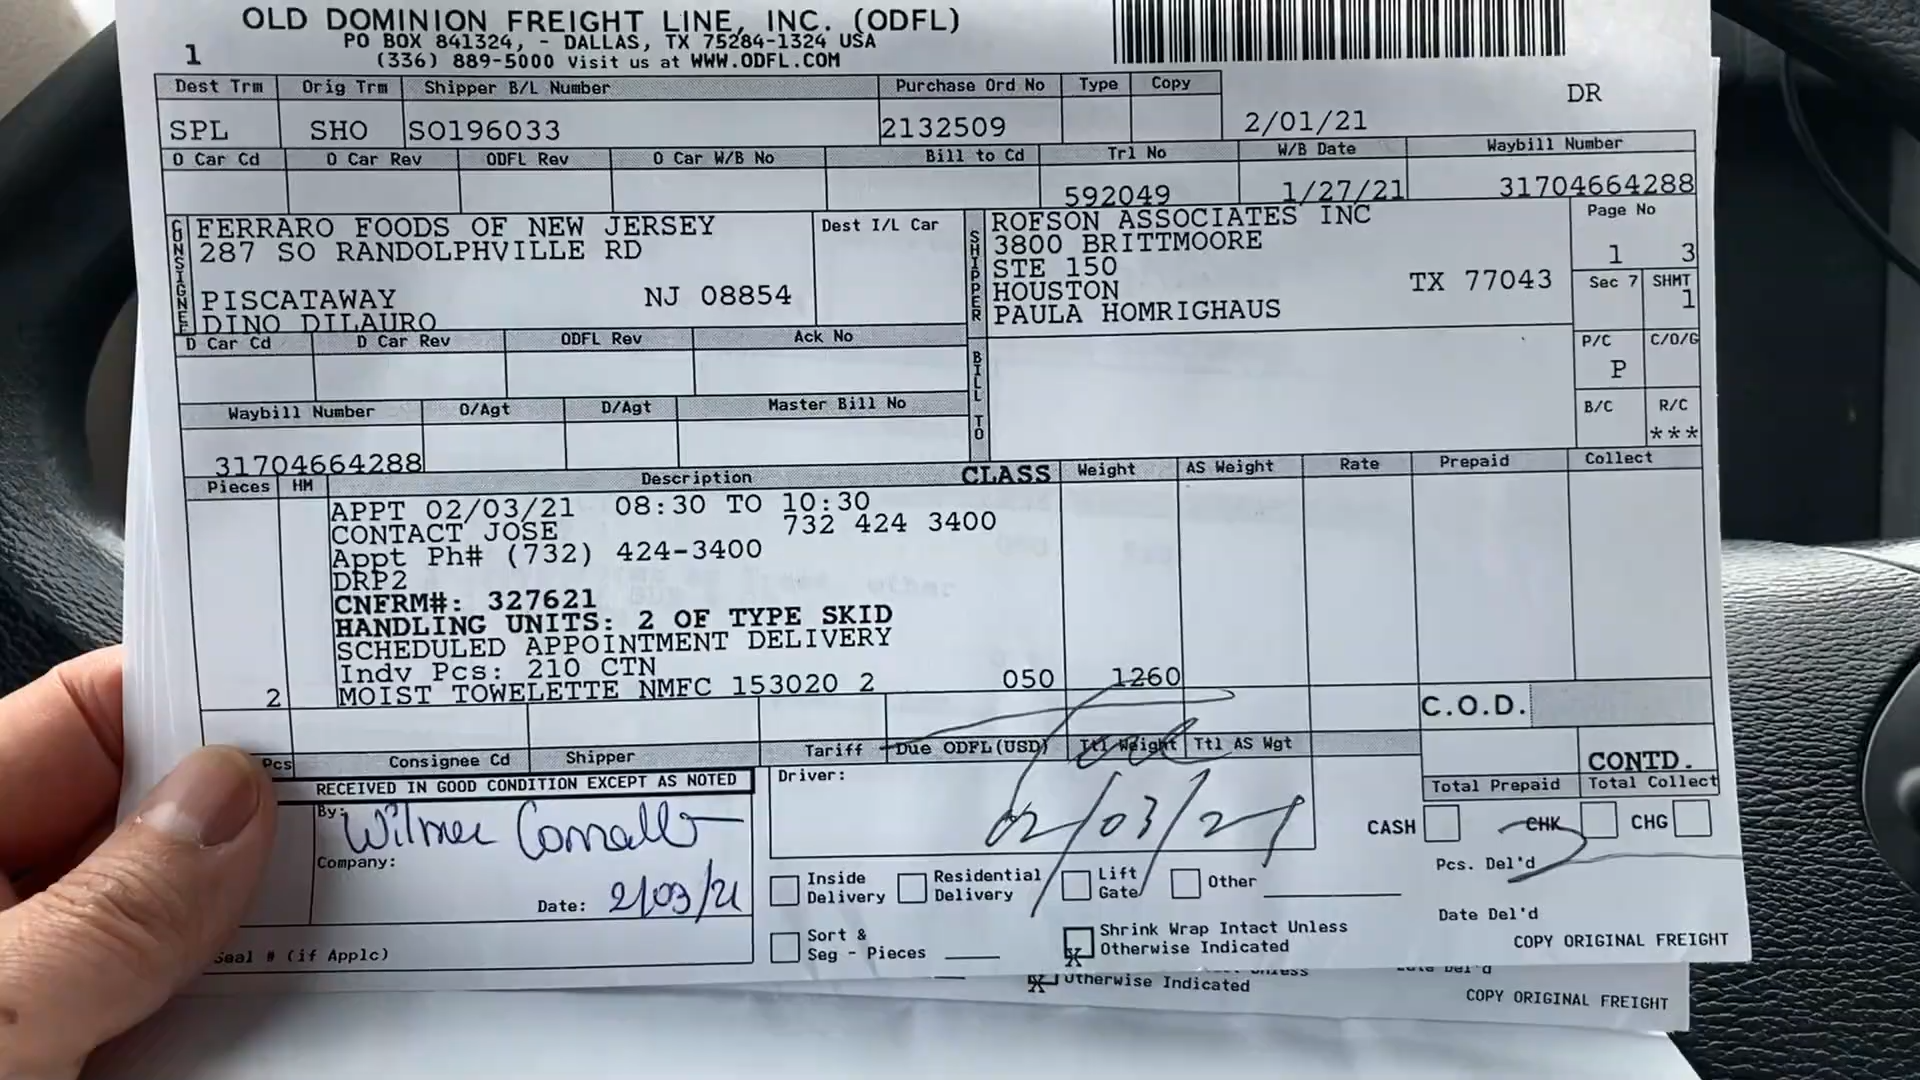 OLD DOMINION FREIGHT LINE, INC. (ODFL)
1 PO BOX 841324, - DALLAS, TX 75284-1324 USA
(336) 889-5000 Visit us at WWW.ODFL.COM
Dest Trm Orig Trm Shipper B/L Number Purchase Ord No Type Copy DR
SPL SHO SO196033 2132509 2/01/21
O Car Cd O Car Rev ODFL Rev O Car W/B No Bill to Cd Trl No W/B Date Waybill Number
592049 1/27/21 31704664288
CONSIGNEE
FERRARO FOODS OF NEW JERSEY
287 SO RANDOLPHVILLE RD
PISCATAWAY NJ 08854
DINO DILAURO
Dest I/L Car
SHIPPER
ROFSON ASSOCIATES INC
3800 BRITTMOORE
STE 150
HOUSTON TX 77043
PAULA HOMRIGHAUS
Page No
1 3
Sec 7 SHMT
1
D Car Cd D Car Rev ODFL Rev Ack No
BILL TO
P/C C/O/G
P
Waybill Number O/Agt D/Agt Master Bill No
B/C R/C
***
31704664288
Pieces HM Description CLASS Weight AS Weight Rate Prepaid Collect
APPT 02/03/21 08:30 TO 10:30
CONTACT JOSE 732 424 3400
Appt Ph# (732) 424-3400
DRP2
CNFRM#: 327621
HANDLING UNITS: 2 OF TYPE SKID
SCHEDULED APPOINTMENT DELIVERY
Indv Pcs: 210 CTN
2 MOIST TOWELETTE NMFC 153020 2 050 1260
C.O.D.
Pcs Consignee Cd Shipper Tariff Due ODFL(USD) Ttl Weight Ttl AS Wgt CONTD.
Total Prepaid Total Collect
RECEIVED IN GOOD CONDITION EXCEPT AS NOTED
By: Wilmer
Company:
Date: 2/03/21
Driver:
02/03/21
CASH CHK CHG
Pcs. Del'd
Inside Delivery
Residential Delivery
Lift Gate
Other
Date Del'd
Sort & Seg - Pieces
X Shrink Wrap Intact Unless
Otherwise Indicated
COPY ORIGINAL FREIGHT
Seal # (if Applc)
X Otherwise Indicated
COPY ORIGINAL FREIGHT